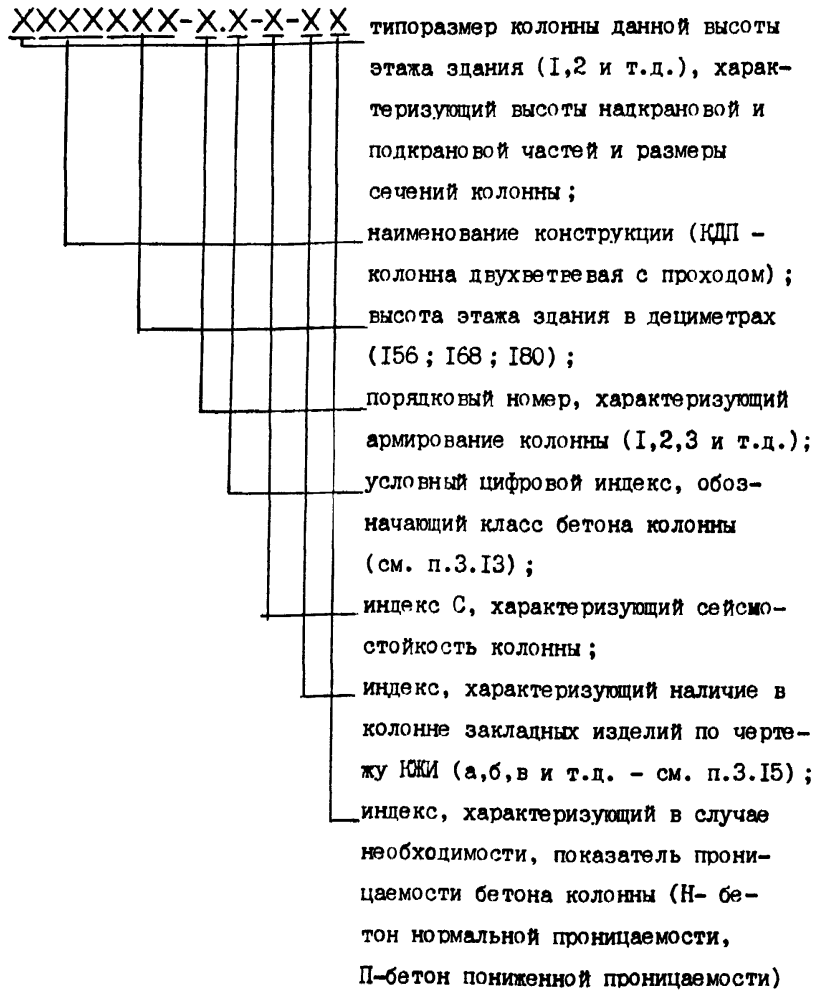 XXXXXXX-X.X-X-XX
типоразмер колонны данной высоты
этажа здания (I,2 и т.д.), харак-
теризующий высоты надкрановой и
подкрановой частей и размеры
сечений колонны;
наименование конструкции (КДП -
колонна двухветвевая с проходом);
высота этажа здания в дециметрах
(I56; I68; I80);
порядковый номер, характеризующий
армирование колонны (I,2,3 и т.д.);
условный цифровой индекс, обоз-
начающий класс бетона колонны
(см. п.3.I3);
индекс С, характеризующий сейсмо-
стойкость колонны;
индекс, характеризующий наличие в
колонне закладных изделий по черте-
жу КЖИ (а,б,в и т.д. - см. п.3.I5);
индекс, характеризующий в случае
необходимости, показатель прони-
цаемости бетона колонны (Н- бе-
тон нормальной проницаемости,
П-бетон пониженной проницаемости)